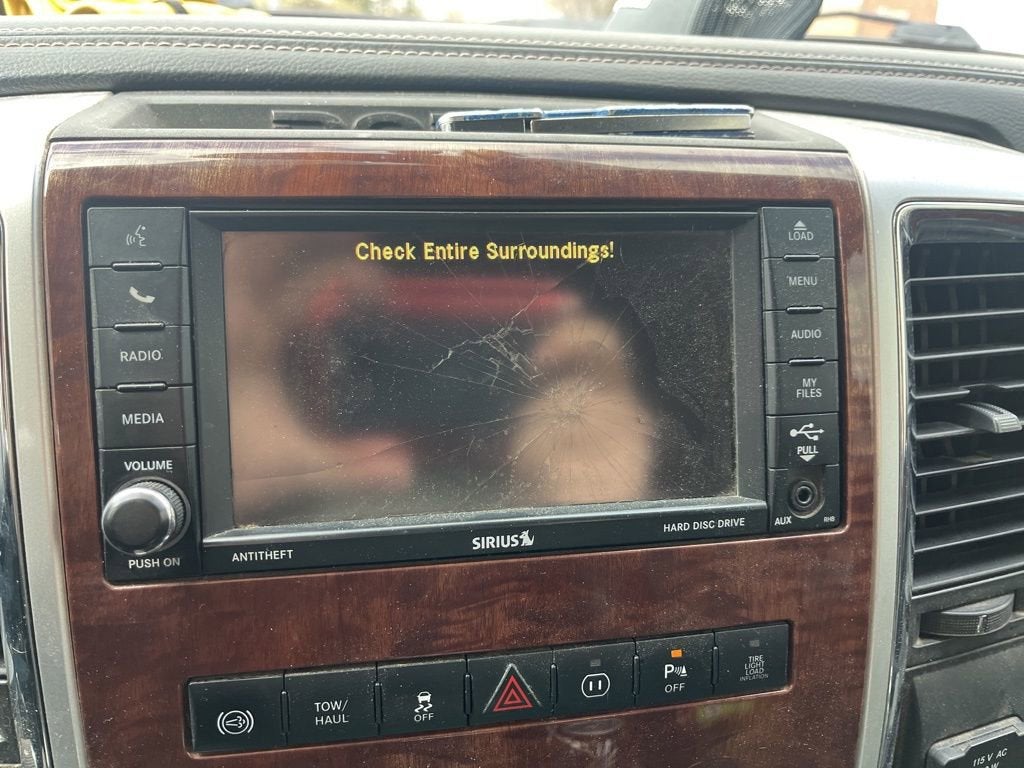 Check Entire Surroundings!
RADIO
MEDIA
VOLUME
PUSH ON
ANTITHEFT
SIRIUS
HARD DISC DRIVE
LOAD
MENU
AUDIO
MY
FILES
PULL
AUX
RHB
TOW/
HAUL
OFF
P
OFF
TIRE
LIGHT
LOAD
INFLATION
115 V AC